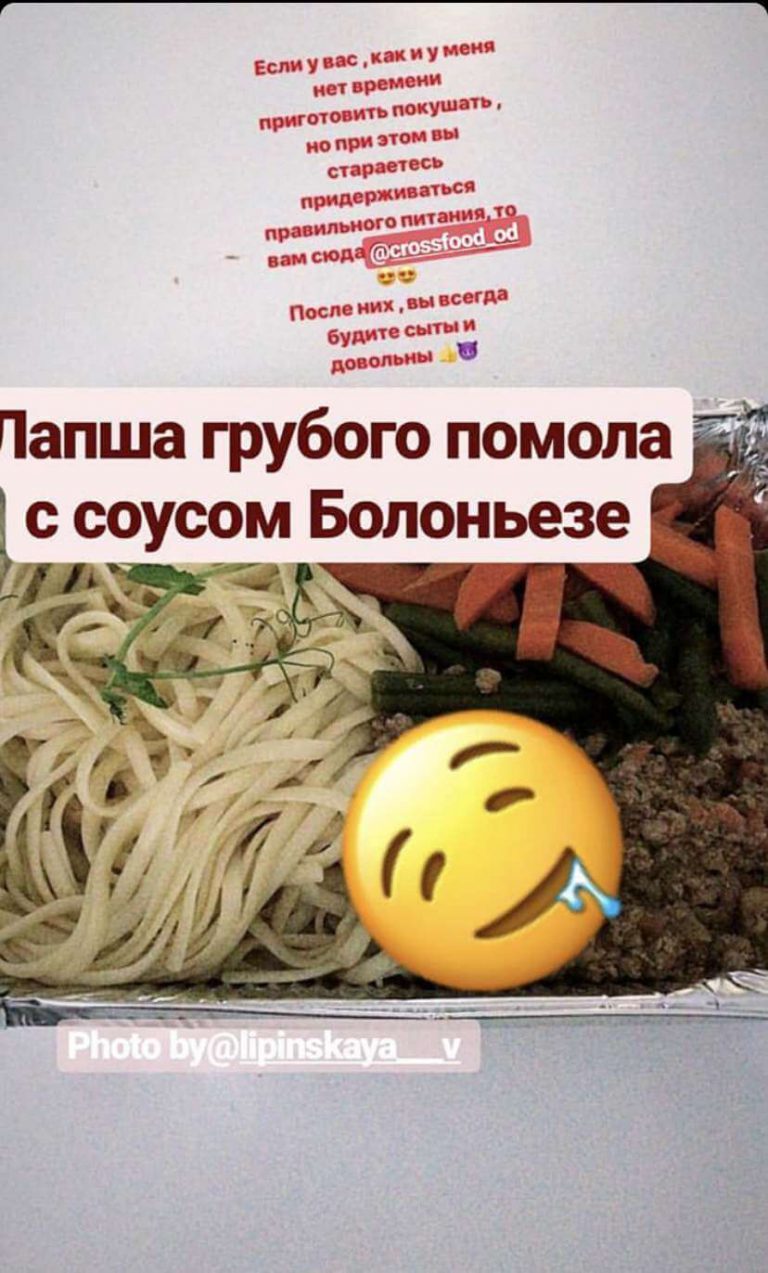 Если у вас ,как и у меня
нет времени
приготовить покушать ,
но при этом вы
стараетесь
придерживаться
правильного питания,то
вам сюда @crossfood_od
😍😍
После них ,вы всегда
будите сыты и
довольны 👍😈
Лапша грубого помола
с соусом Болоньезе
Photo by@lipinskaya__v